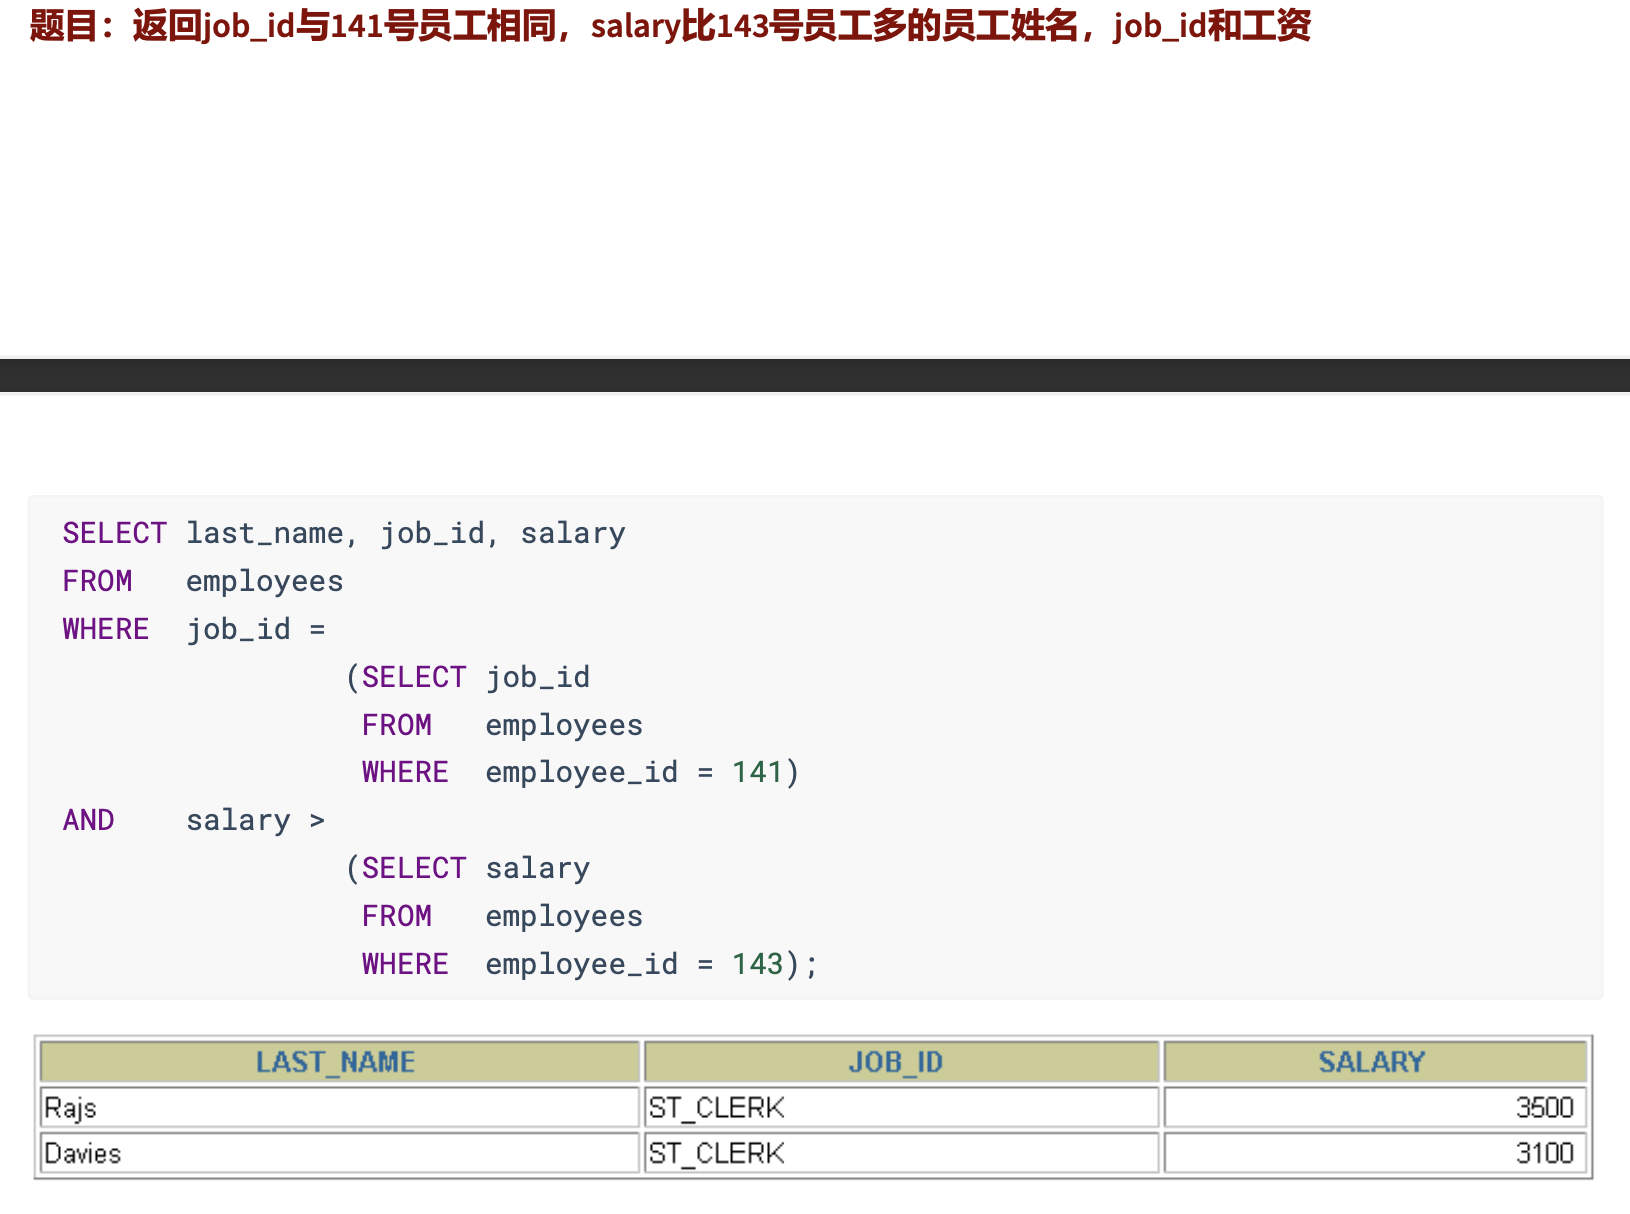 题目：返回job_id与141号员工相同，salary比143号员工多的员工姓名，job_id和工资
SELECT last_name, job_id, salary
FROM   employees
WHERE  job_id =
                (SELECT job_id
                 FROM   employees
                 WHERE  employee_id = 141)
AND    salary >
                (SELECT salary
                 FROM   employees
                 WHERE  employee_id = 143);
LAST_NAME JOB_ID SALARY
Rajs ST_CLERK 3500
Davies ST_CLERK 3100